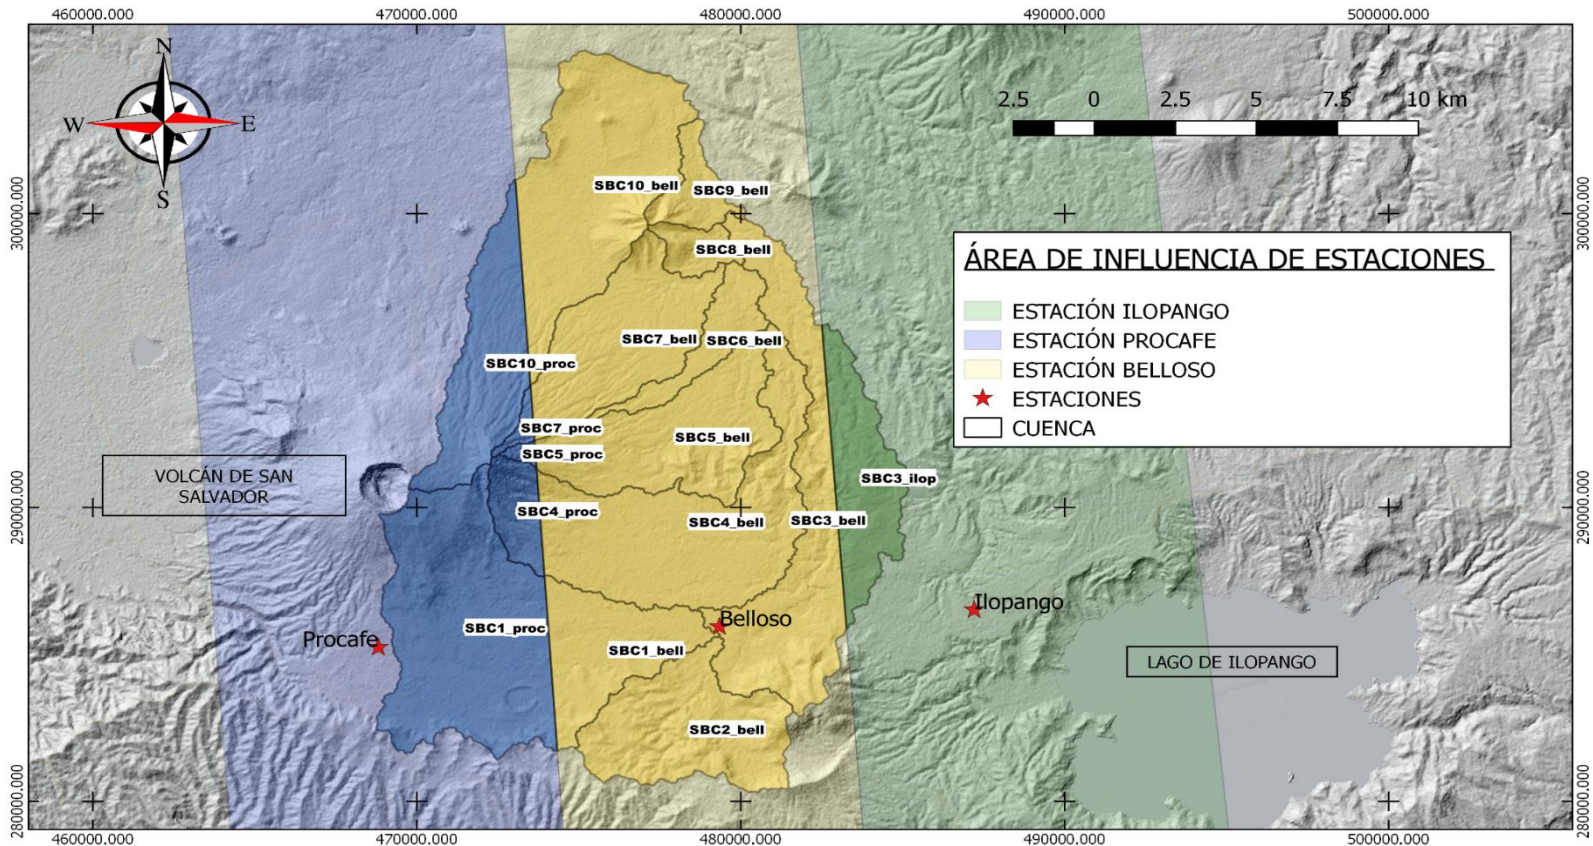 460000.000 470000.000 480000.000 490000.000 500000.000
N
W E
S
2.5 0 2.5 5 7.5 10 km
300000.000 300000.000
SBC10_bell SBC9_bell
SBC8_bell
ÁREA DE INFLUENCIA DE ESTACIONES
ESTACIÓN ILOPANGO
ESTACIÓN PROCAFE
ESTACIÓN BELLOSO
ESTACIONES
CUENCA
SBC7_bell SBC6_bell
SBC10_proc
SBC7_proc
SBC5_bell
SBC5_proc
VOLCÁN DE SAN
SALVADOR
SBC3_ilop
290000.000 290000.000
SBC4_proc
SBC4_bell SBC3_bell
Ilopango
Belloso
SBC1_proc
Procafe
SBC1_bell
LAGO DE ILOPANGO
SBC2_bell
280000.000 280000.000
460000.000 470000.000 480000.000 490000.000 500000.000